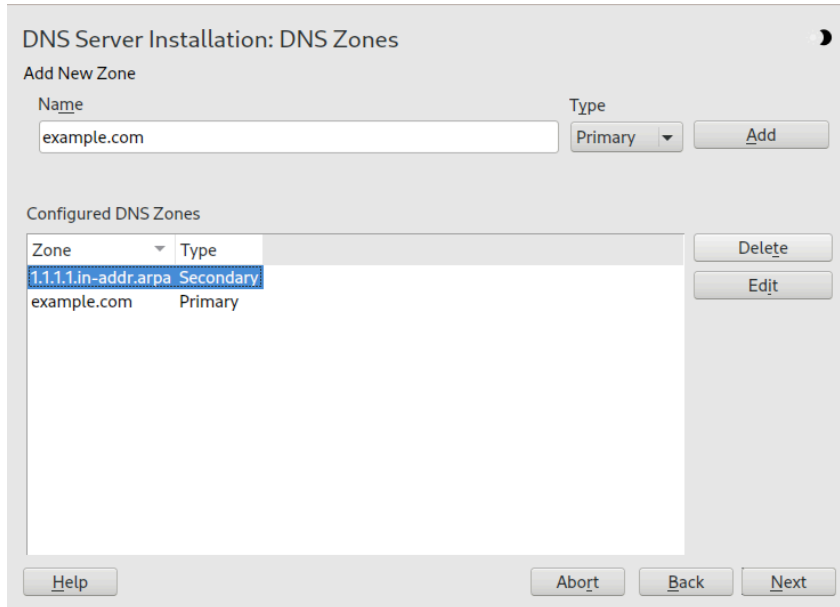 DNS Server Installation: DNS Zones
Add New Zone
Name Type
example.com Primary Add
Configured DNS Zones
Zone Type Delete
1.1.1.1.in-addr.arpa Secondary Edit
example.com Primary
Help Abort Back Next